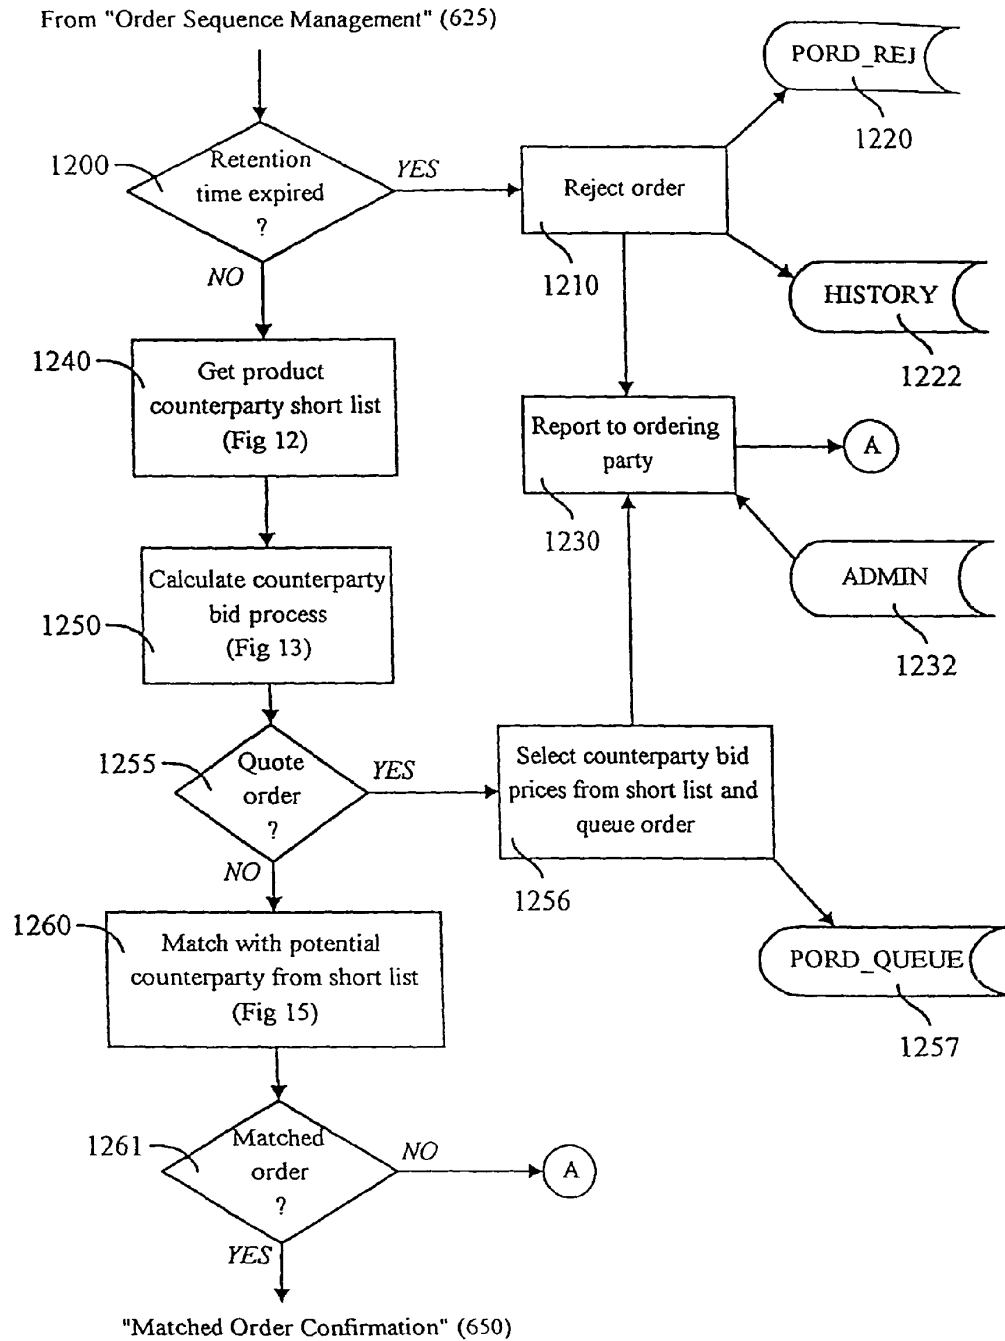 From "Order Sequence Management" (625)
PORD_REJ
1220
1200
Retention
time expired
?
YES
Reject order
1210
NO
HISTORY
1222
1240
Get product
counterparty short list
(Fig 12)
Report to ordering
party
1230
A
ADMIN
1232
1250
Calculate counterparty
bid process
(Fig 13)
1255
Quote
order
?
YES
Select counterparty bid
prices from short list and
queue order
1256
NO
PORD_QUEUE
1257
1260
Match with potential
counterparty from short list
(Fig 15)
1261
Matched
order
?
NO
A
YES
"Matched Order Confirmation" (650)